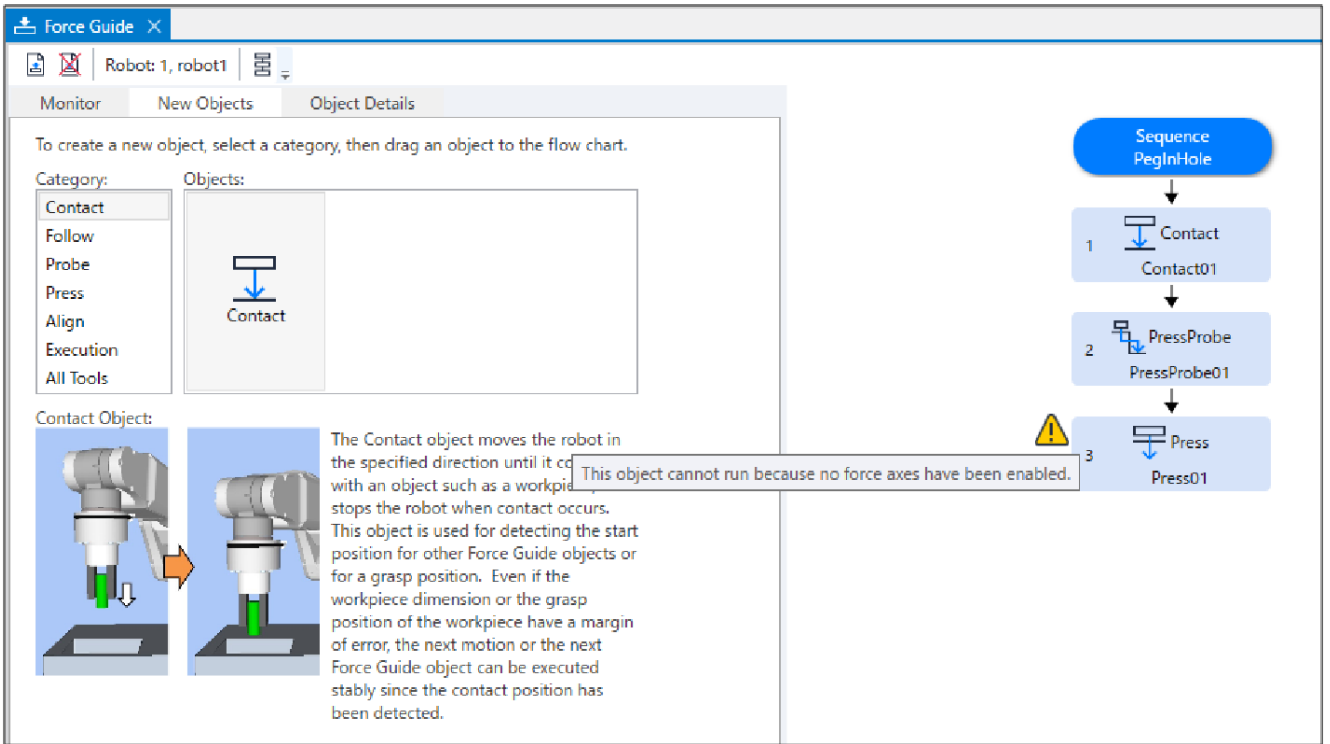 Force Guide
Robot: 1, robot1
Monitor New Objects Object Details
To create a new object, select a category, then drag an object to the flow chart.
Category: Objects:
Contact
Follow
Probe
Press
Align
Execution
All Tools
Contact
Contact Object:
The Contact object moves the robot in
the specified direction until it
with an object such as a
stops the robot when contact occurs.
This object is used for detecting the start
position for other Force Guide objects or
for a grasp position.  Even if the
workpiece dimension or the grasp
position of the workpiece have a margin
of error, the next motion or the next
Force Guide object can be executed
stably since the contact position has
been detected.
Sequence
PegInHole
1 Contact
Contact01
2 PressProbe
PressProbe01
3 Press
Press01
This object cannot run because no force axes have been enabled.